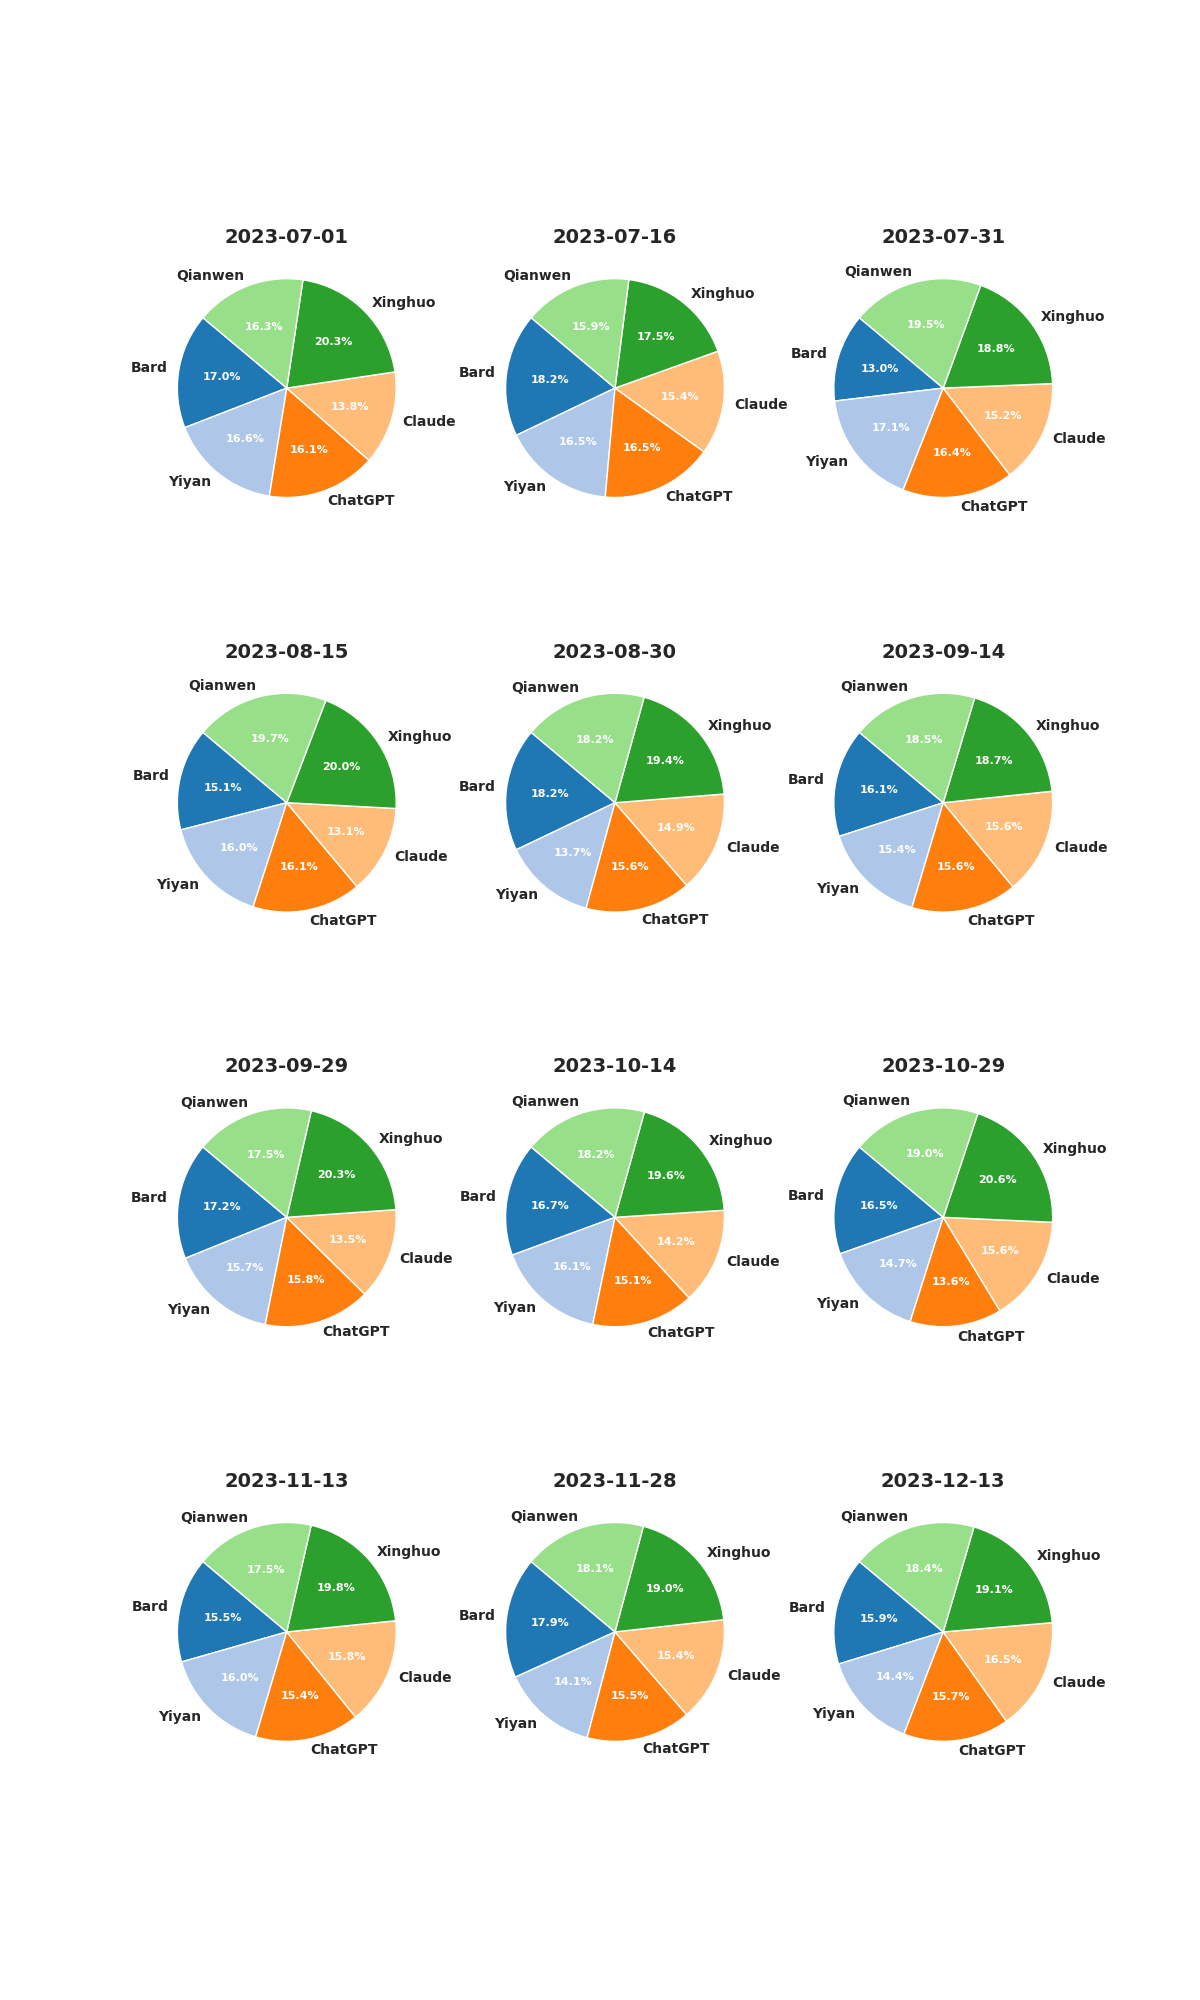 2023-07-01
Qianwen
Xinghuo
16.3%
20.3%
Bard
17.0%
13.8%
Claude
16.6%
16.1%
Yiyan
ChatGPT
2023-07-16
Qianwen
Xinghuo
15.9%
17.5%
Bard
18.2%
15.4%
Claude
16.5%
16.5%
Yiyan
ChatGPT
2023-07-31
Qianwen
Xinghuo
19.5%
18.8%
Bard
13.0%
15.2%
Claude
17.1%
16.4%
Yiyan
ChatGPT
2023-08-15
Qianwen
Xinghuo
19.7%
20.0%
Bard
15.1%
13.1%
Claude
16.0%
16.1%
Yiyan
ChatGPT
2023-08-30
Qianwen
Xinghuo
18.2%
19.4%
Bard
18.2%
14.9%
Claude
13.7%
15.6%
Yiyan
ChatGPT
2023-09-14
Qianwen
Xinghuo
18.5%
18.7%
Bard
16.1%
15.6%
Claude
15.4%
15.6%
Yiyan
ChatGPT
2023-09-29
Qianwen
Xinghuo
17.5%
20.3%
Bard
17.2%
13.5%
Claude
15.7%
15.8%
Yiyan
ChatGPT
2023-10-14
Qianwen
Xinghuo
18.2%
19.6%
Bard
16.7%
14.2%
Claude
16.1%
15.1%
Yiyan
ChatGPT
2023-10-29
Qianwen
Xinghuo
19.0%
20.6%
Bard
16.5%
15.6%
Claude
14.7%
13.6%
Yiyan
ChatGPT
2023-11-13
Qianwen
Xinghuo
17.5%
19.8%
Bard
15.5%
15.8%
Claude
16.0%
15.4%
Yiyan
ChatGPT
2023-11-28
Qianwen
Xinghuo
18.1%
19.0%
Bard
17.9%
15.4%
Claude
14.1%
15.5%
Yiyan
ChatGPT
2023-12-13
Qianwen
Xinghuo
18.4%
19.1%
Bard
15.9%
16.5%
Claude
14.4%
15.7%
Yiyan
ChatGPT